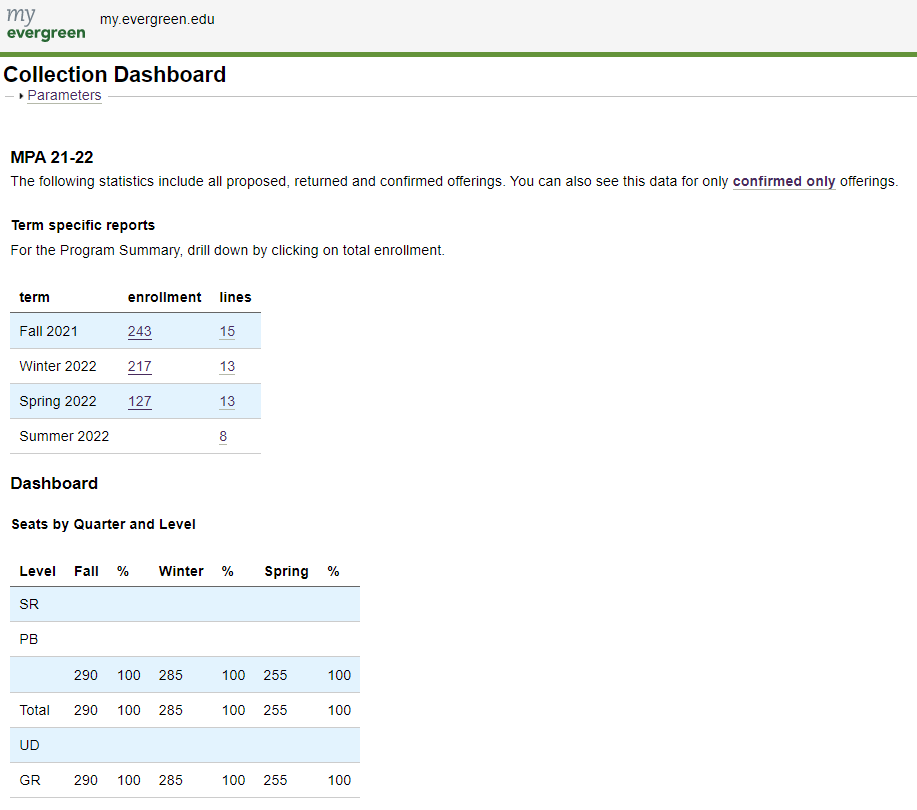 my
evergreen
my.evergreen.edu
Collection Dashboard
Parameters
MPA 21-22
The following statistics include all proposed, returned and confirmed offerings. You can also see this data for only confirmed only offerings.
Term specific reports
For the Program Summary, drill down by clicking on total enrollment.
term enrollment lines
Fall 2021 243 15
Winter 2022 217 13
Spring 2022 127 13
Summer 2022 8
Dashboard
Seats by Quarter and Level
Level Fall % Winter % Spring %
SR
PB
290 100 285 100 255 100
Total 290 100 285 100 255 100
UD
GR 290 100 285 100 255 100